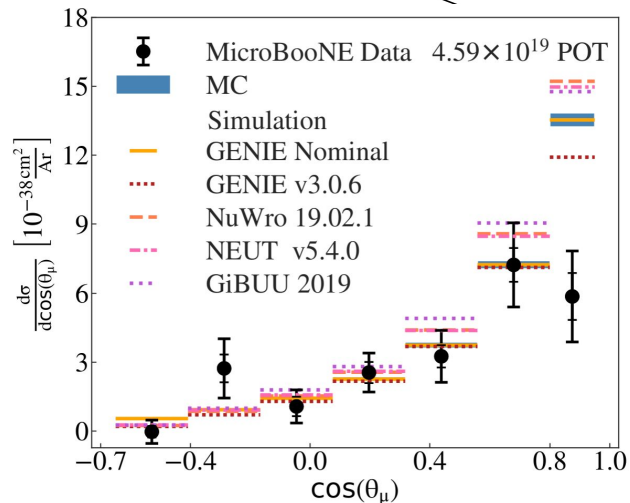 18
15
12
9
6
3
0
dσ
dcos(θμ) [10⁻³⁸ cm²
Ar]
MicroBooNE Data 4.59×10¹⁹ POT
MC
Simulation
GENIE Nominal
GENIE v3.0.6
NuWro 19.02.1
NEUT v5.4.0
GiBUU 2019
−0.7 −0.4 0.0 0.4 0.8 1.0
cos(θμ)